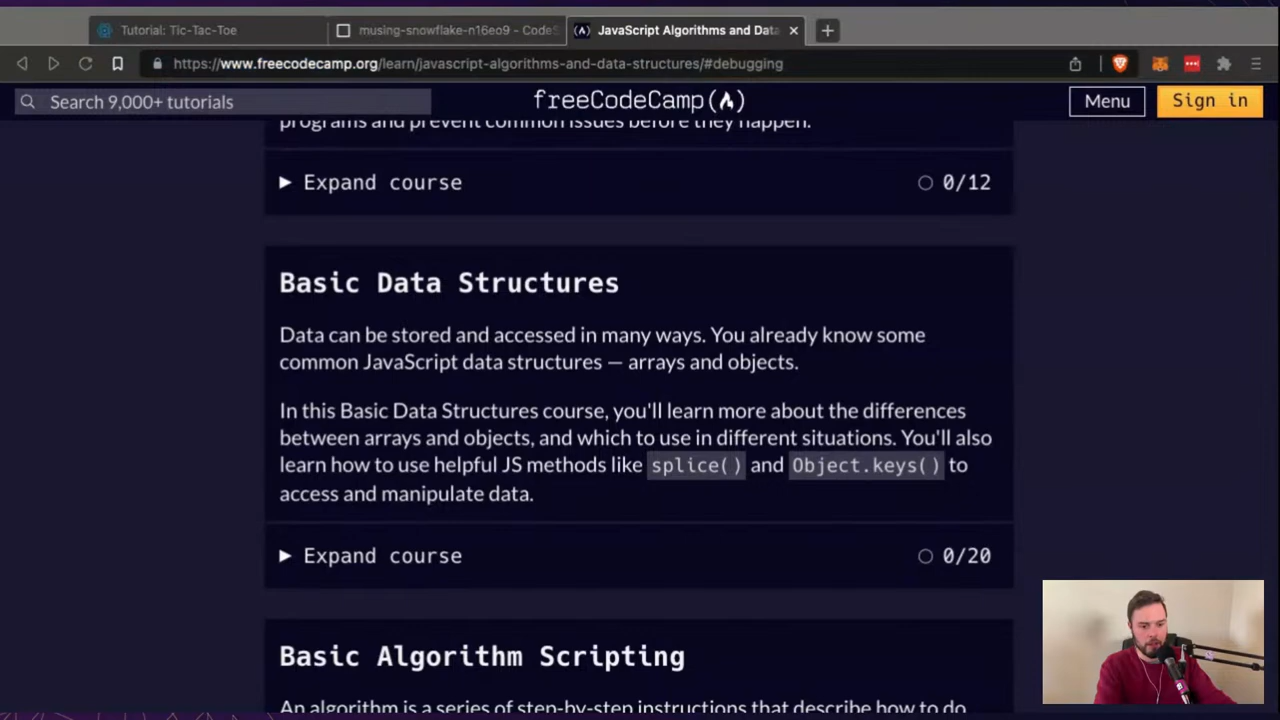 Tutorial: Tic-Tac-Toe
musing-snowflake-n16eo9 - CodeS
JavaScript Algorithms and Data
https://www.freecodecamp.org/learn/javascript-algorithms-and-data-structures/#debugging
Search 9,000+ tutorials
freeCodeCamp
Menu
Sign in
programs and prevent common issues before they happen.
Expand course
0/12
Basic Data Structures
Data can be stored and accessed in many ways. You already know some
common JavaScript data structures — arrays and objects.
In this Basic Data Structures course, you'll learn more about the differences
between arrays and objects, and which to use in different situations. You'll also
learn how to use helpful JS methods like splice() and Object.keys() to
access and manipulate data.
Expand course
0/20
Basic Algorithm Scripting
An algorithm is a series of step-by-step instructions that describe how to do